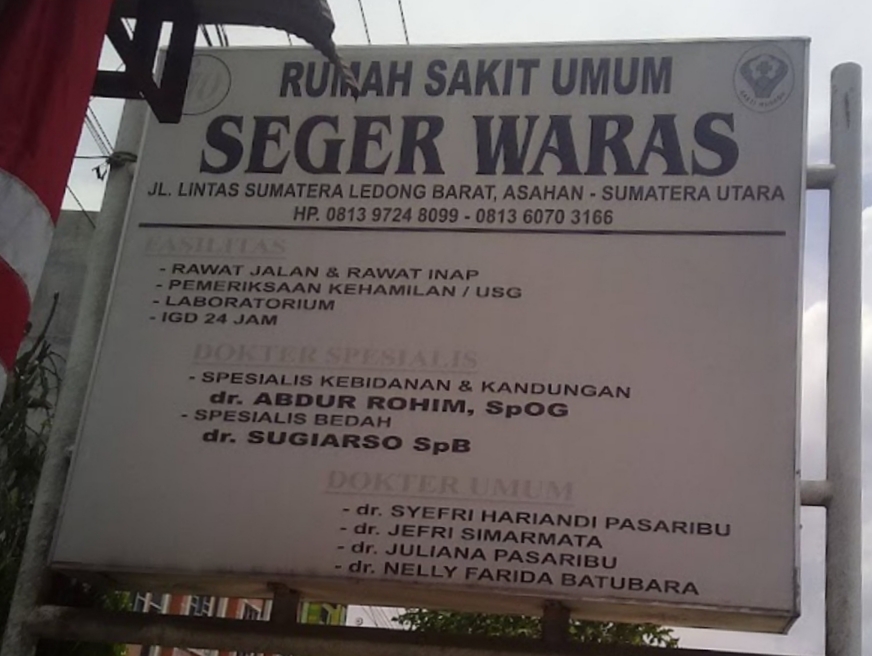 RUMAH SAKIT UMUM
SEGER WARAS
JL. LINTAS SUMATERA LEDONG BARAT, ASAHAN - SUMATERA UTARA
HP. 0813 9724 8099 - 0813 6070 3166
FASILITAS
- RAWAT JALAN & RAWAT INAP
- PEMERIKSAAN KEHAMILAN / USG
- LABORATORIUM
- IGD 24 JAM
DOKTER SPESIALIS
- SPESIALIS KEBIDANAN & KANDUNGAN
dr. ABDUR ROHIM, SpOG
- SPESIALIS BEDAH
dr. SUGIARSO SpB
DOKTER UMUM
- dr. SYEFRI HARIANDI PASARIBU
- dr. JEFRI SIMARMATA
- dr. JULIANA PASARIBU
- dr. NELLY FARIDA BATUBARA